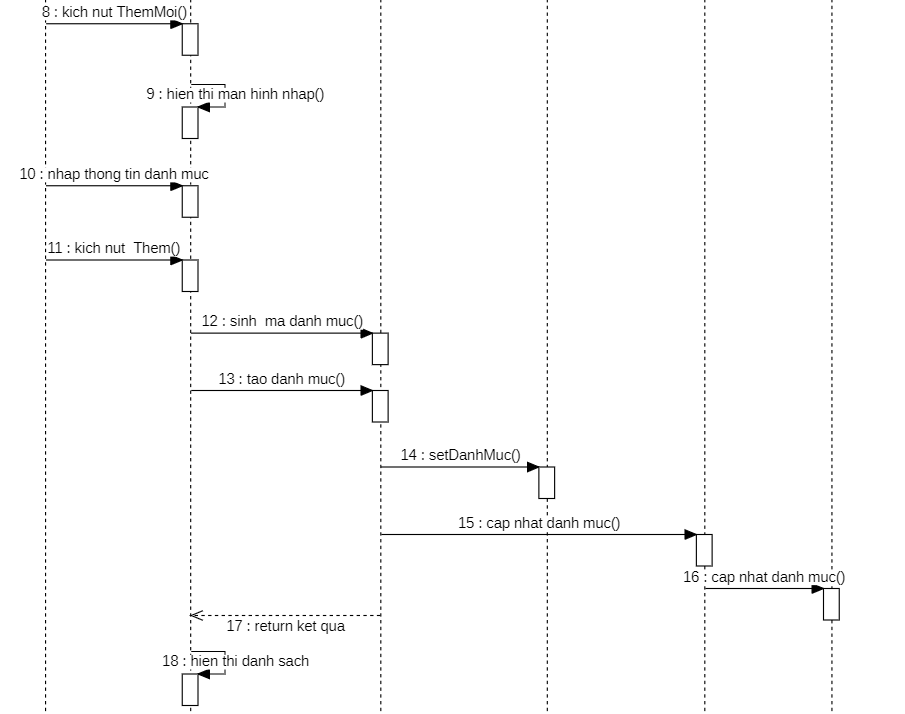 8 : kich nut ThemMoi()
9 : hien thi man hinh nhap()
10 : nhap thong tin danh muc
11 : kich nut  Them()
12 : sinh  ma danh muc()
13 : tao danh muc()
14 : setDanhMuc()
15 : cap nhat danh muc()
16 : cap nhat danh muc()
17 : return ket qua
18 : hien thi danh sach